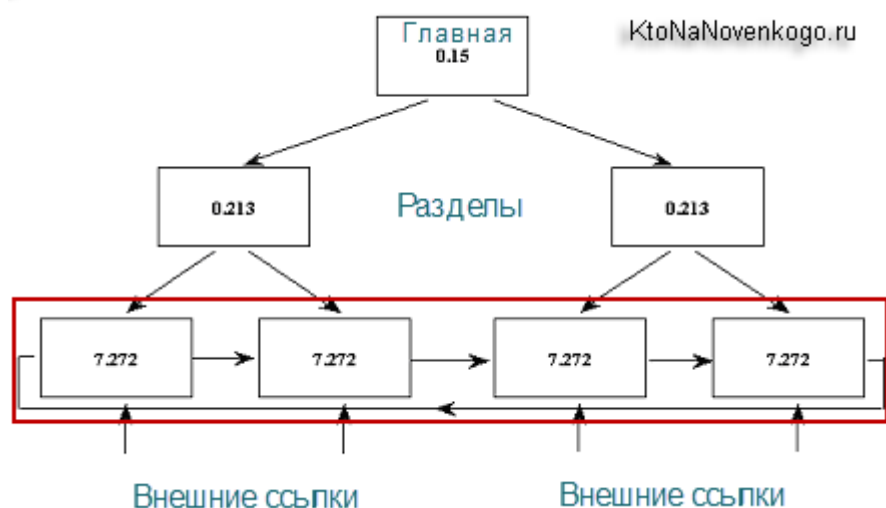 Главная
KtoNaNovenkogo.ru
0.15
0.213
Разделы
0.213
7.272
7.272
7.272
7.272
Внешние ссылки
Внешние ссылки